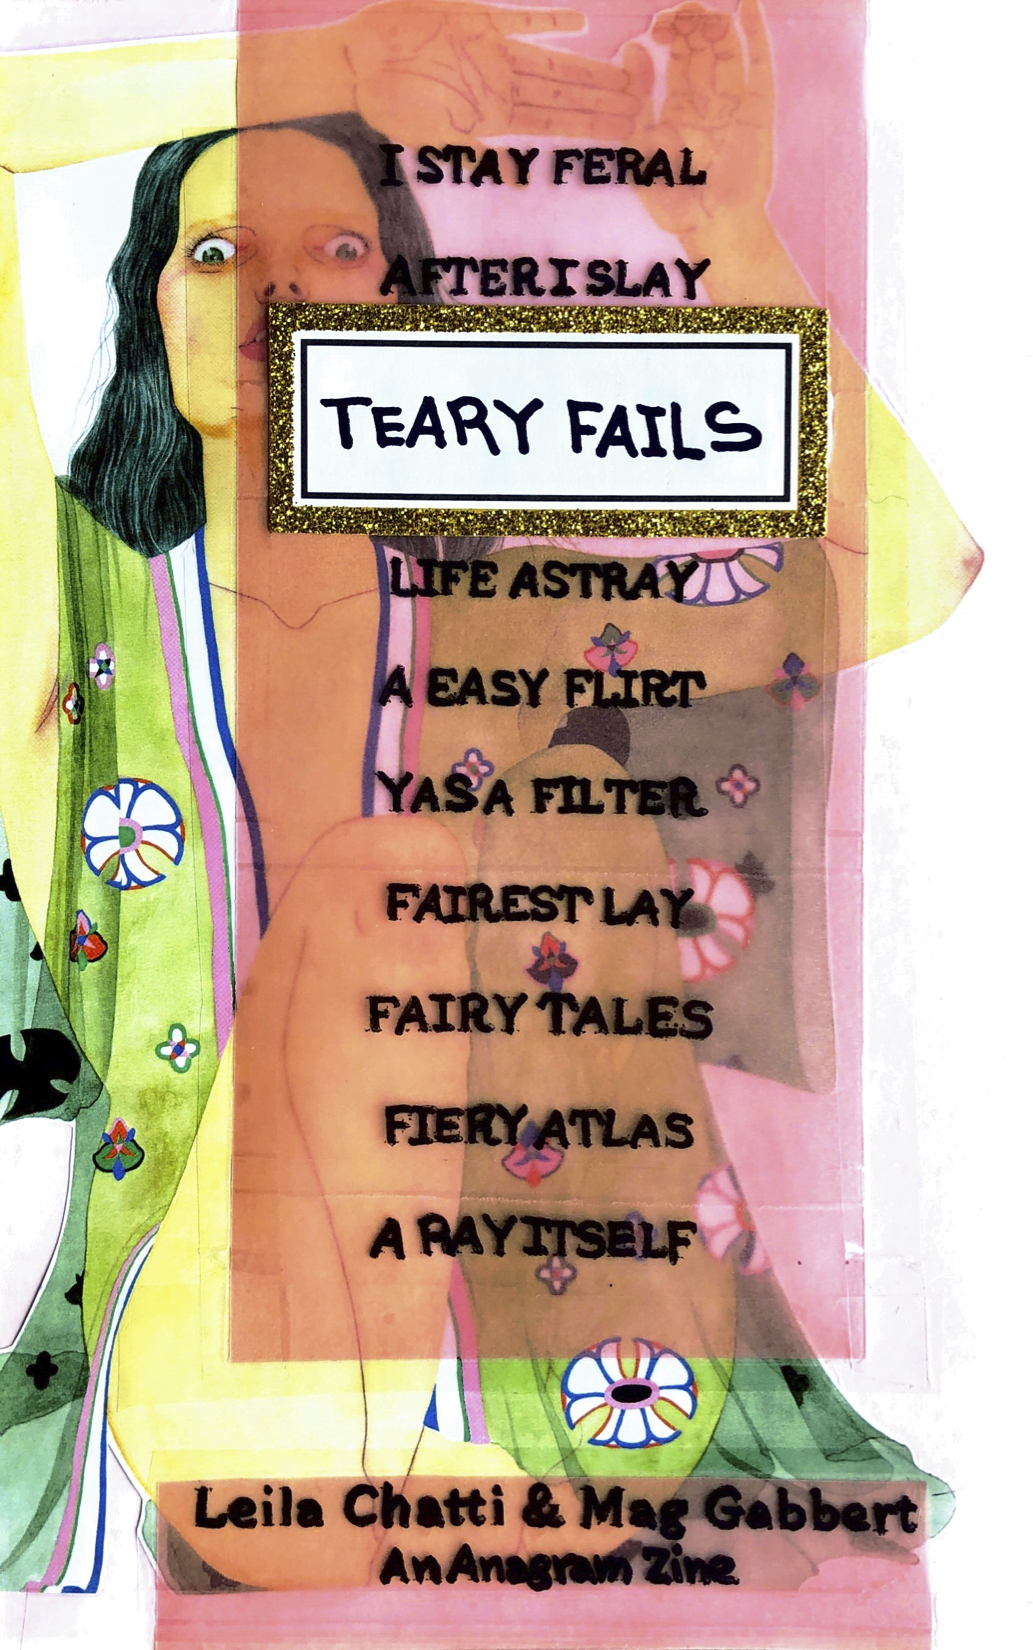 I STAY FERAL
AFTER I SLAY
TEARY FAILS
LIFE ASTRAY
A EASY FLIRT
YAS A FILTER
FAIREST LAY
FAIRY TALES
FIERY ATLAS
A RAY ITSELF
Leila Chatti & Mag Gabbert
An Anagram Zine